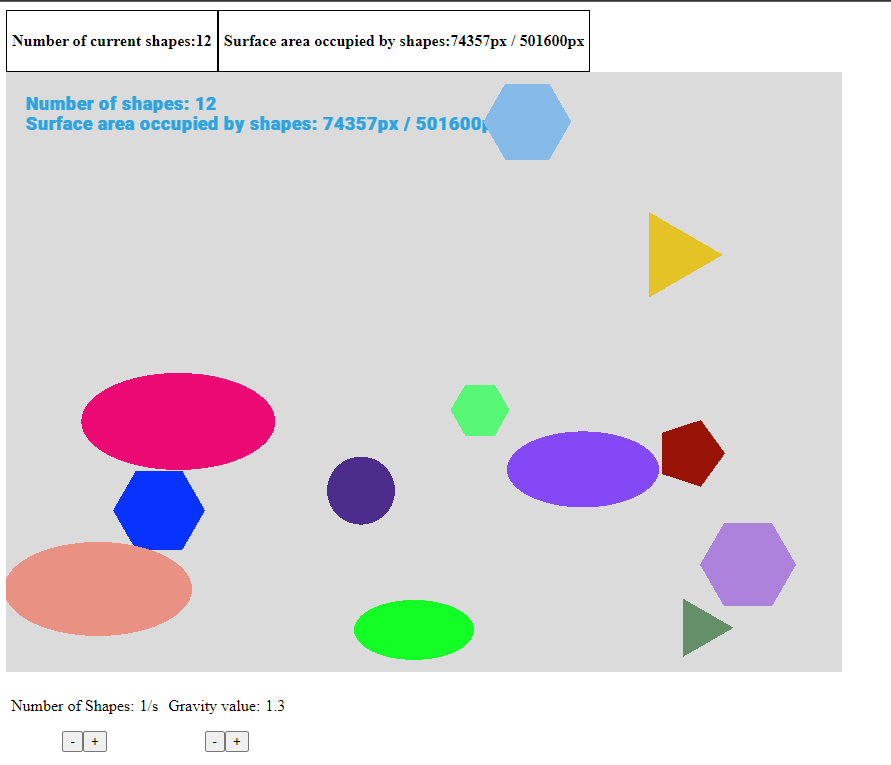 Number of current shapes:12
Surface area occupied by shapes:74357px / 501600px
Number of shapes: 12
Surface area occupied by shapes: 74357px / 501600
Number of Shapes: 1/s Gravity value: 1.3
- + - +